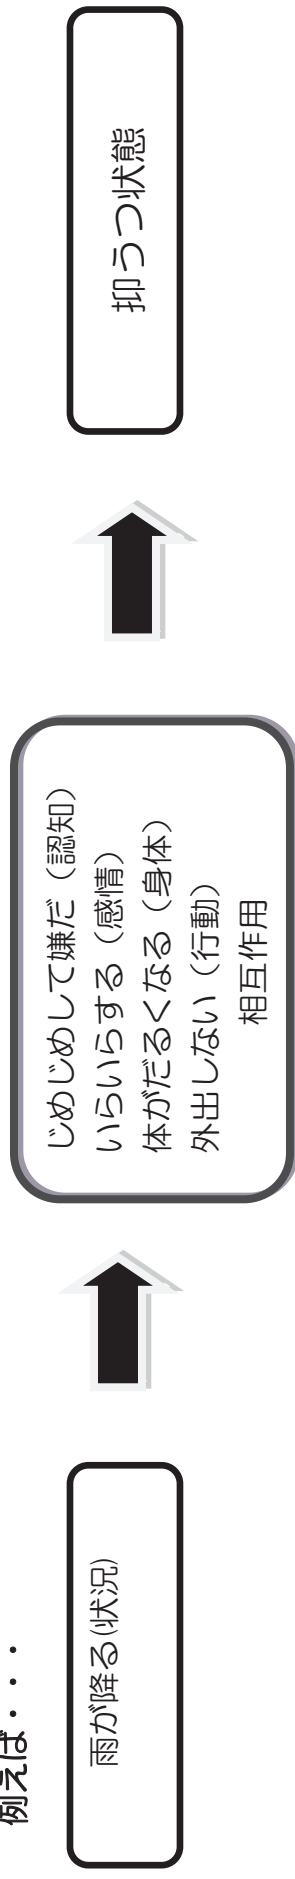 例えば・・・
雨が降る(状況)
じめじめして嫌だ（認知）
いらいらする（感情）
体がだるくなる（身体）
外出しない（行動）
相互作用
抑うつ状態